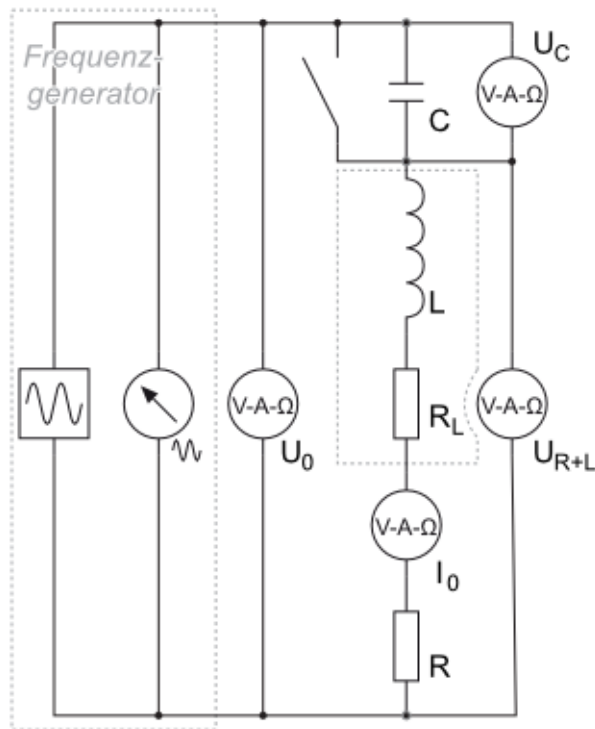 Frequenz-
generator
U_C
V-A-Ω
C
L
V-A-Ω
U_0
R_L
V-A-Ω
U_R+L
V-A-Ω
I_0
R